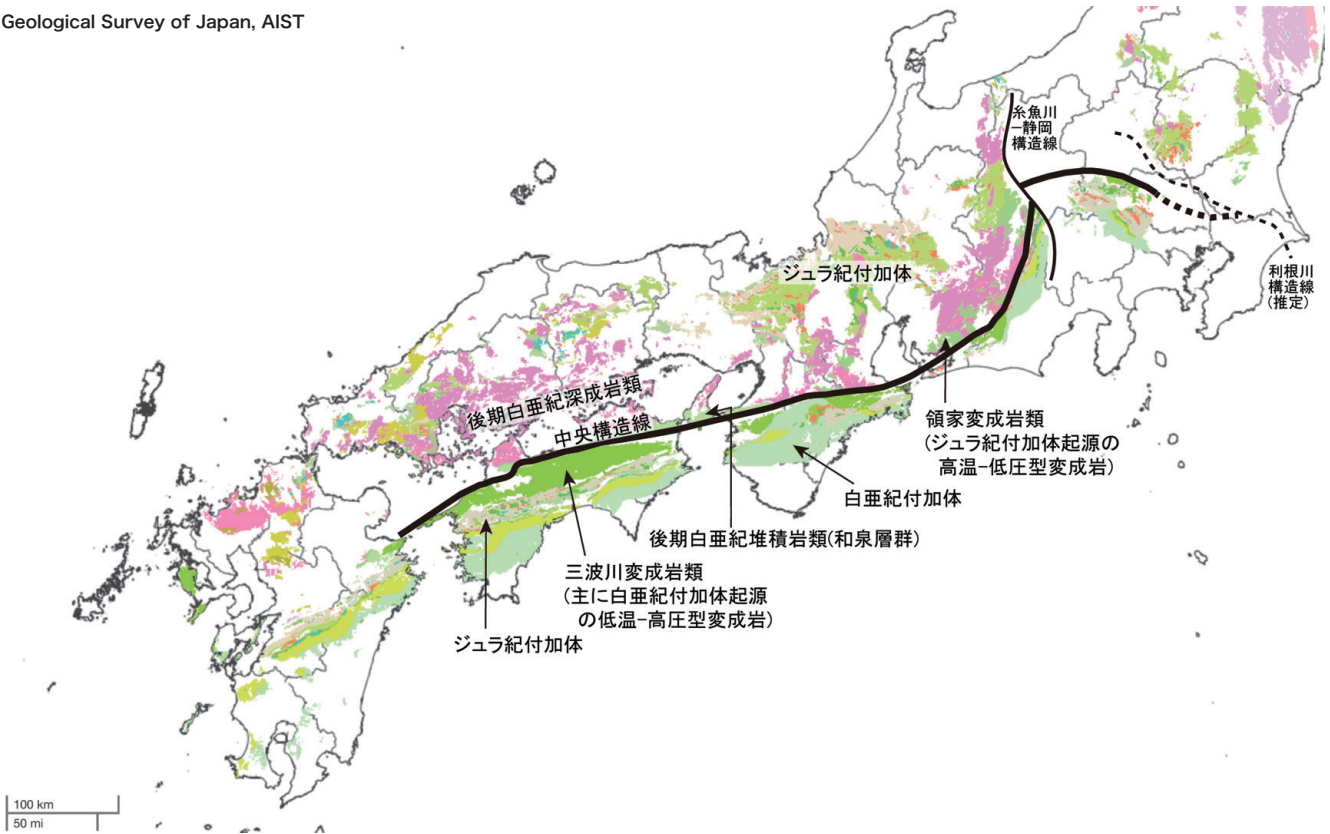 Geological Survey of Japan, AIST
糸魚川
ー静岡
構造線
ジュラ紀付加体
利根川
構造線
(推定)
後期白亜紀深成岩類
中央構造線
領家変成岩類
(ジュラ紀付加体起源の
高温-低圧型変成岩)
白亜紀付加体
後期白亜紀堆積岩類(和泉層群)
三波川変成岩類
(主に白亜紀付加体起源
の低温-高圧型変成岩)
ジュラ紀付加体
100 km
50 mi